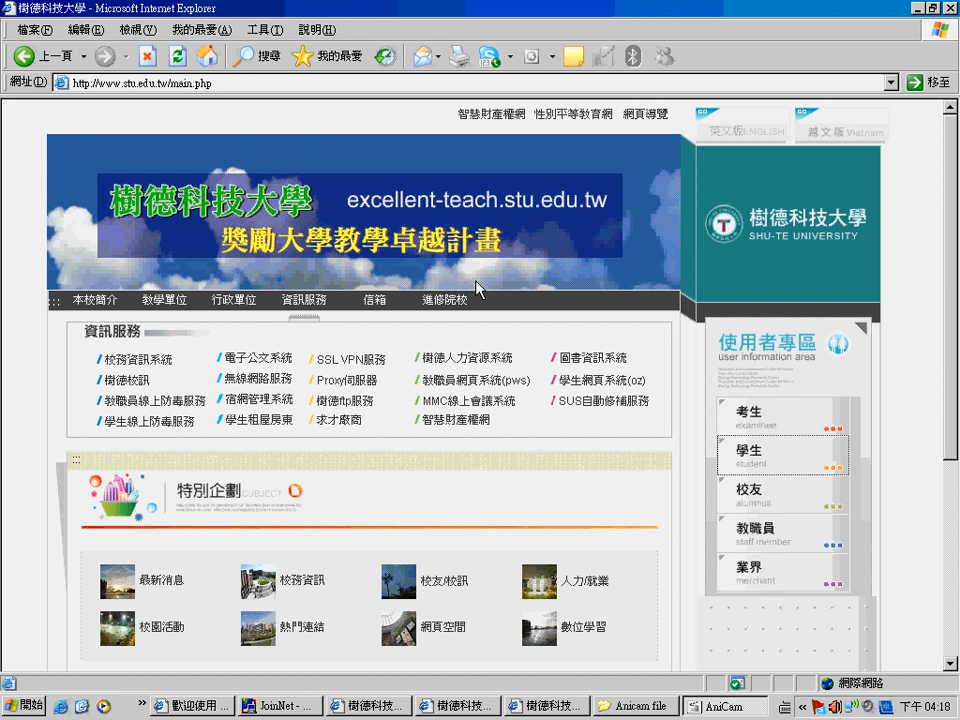 樹德科技大學 - Microsoft Internet Explorer
檔案(F) 編輯(E) 檢視(V) 我的最愛(A) 工具(T) 說明(H)
上一頁 搜尋 我的最愛
網址(D) http://www.stu.edu.tw/main.php 移至
智慧財產權網 性別平等教育網 網頁導覽
GO 英文版ENGLISH GO 越文版Vietnam
樹德科技大學 excellent-teach.stu.edu.tw
獎勵大學教學卓越計畫
T 樹德科技大學
SHU-TE UNIVERSITY
本校簡介 教學單位 行政單位 資訊服務 信箱 進修院校
資訊服務
校務資訊系統 電子公文系統 SSL VPN服務 樹德人力資源系統 圖書資訊系統
樹德校訊 無線網路服務 Proxy伺服器 教職員網頁系統(pws) 學生網頁系統(oz)
教職員線上防毒服務 宿網管理系統 樹德ftp服務 MMC線上會議系統 SUS自動修補服務
學生線上防毒服務 學生租屋房東 求才廠商 智慧財產權網
使用者專區
user information area
考生
examinee
學生
student
校友
alumnus
教職員
staff member
業界
merchant
特別企劃 SUBJECT
最新消息 校務資訊 校友/校訊 人力/就業
校園活動 熱門連結 網頁空間 數位學習
網際網路
開始 » 歡迎使用 ... JoinNet - ... 樹德科技... 樹德科技... 樹德科技... Anicam file AniCam « 下午 04:18